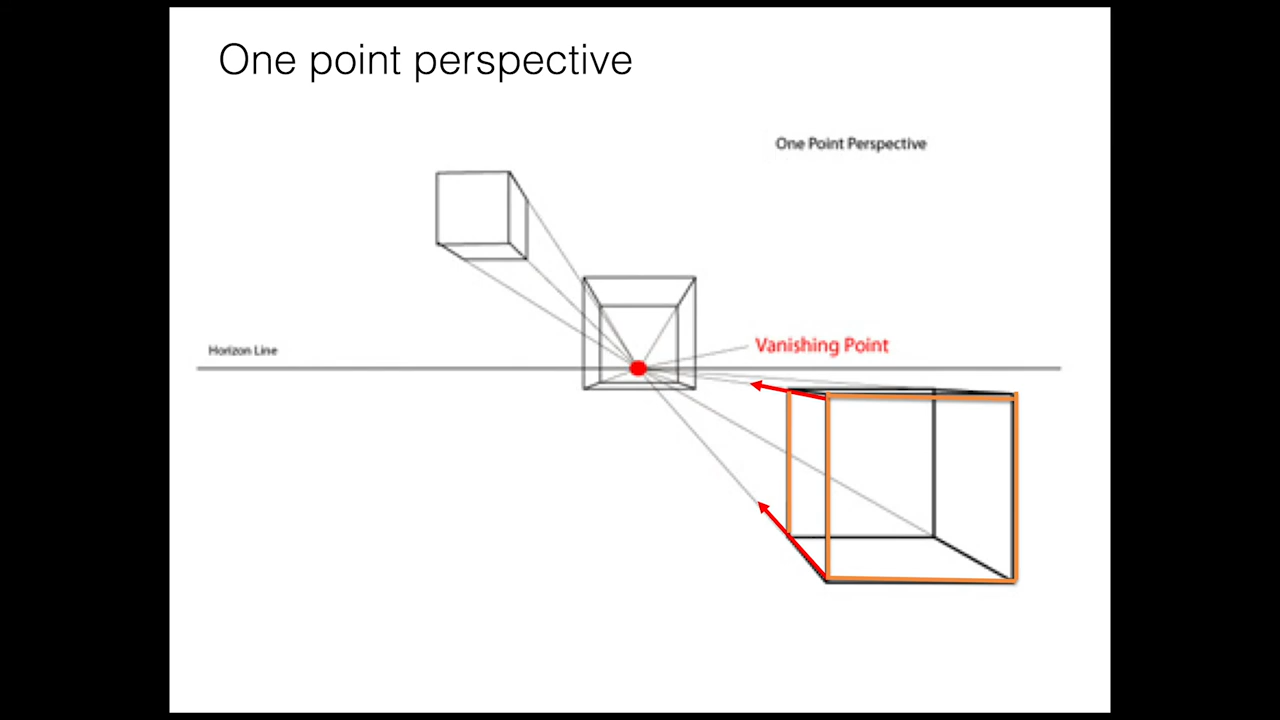 One point perspective
One Point Perspective
Vanishing Point
Horizon Line